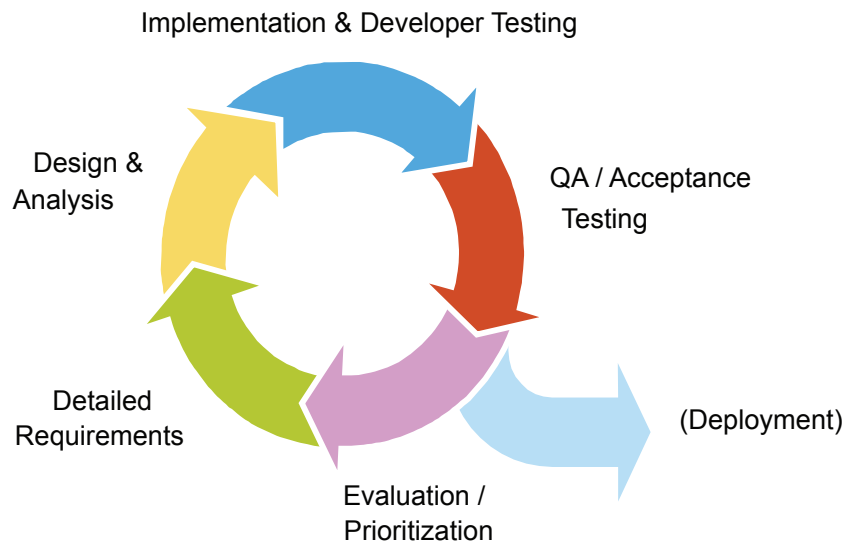 Implementation & Developer Testing
Design &
Analysis
QA / Acceptance
Testing
Detailed
Requirements
(Deployment)
Evaluation /
Prioritization